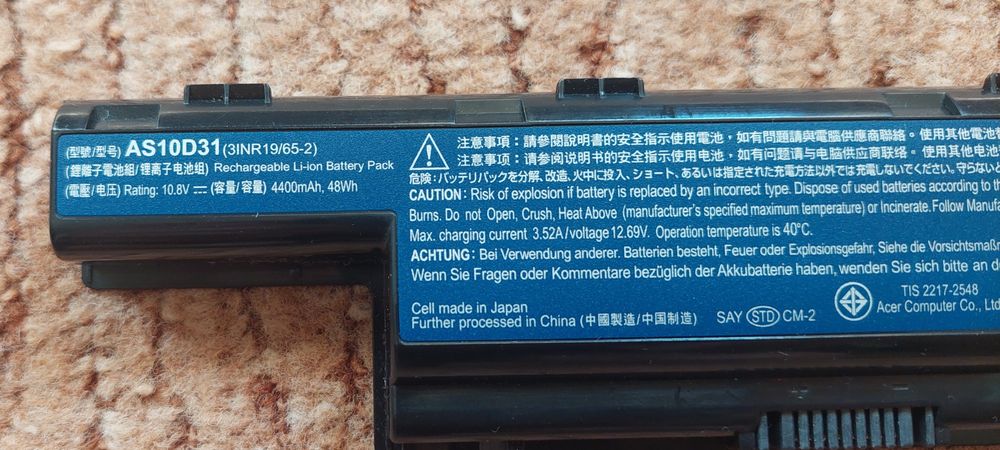 (型號/型号) AS10D31 (3INR19/65-2)
(鋰離子電池組/锂离子电池组) Rechargeable Li-ion Battery Pack
(電壓/电压) Rating: 10.8V ⎓ (容量/容量) 4400mAh, 48Wh
注意事項：請參閱說明書的安全指示使用電池，如有問題請與電腦供應商聯絡。使用其他電池
注意事项：请参阅说明书的安全指示使用电池，如有问题请与电脑供应商联络。使用其它电
危険：バッテリパックを分解、改造、火中に投入、ショート、あるいは指定された充電方法以外では充電しないでください。守らない
CAUTION: Risk of explosion if battery is replaced by an incorrect type. Dispose of used batteries according to
Burns. Do not Open, Crush, Heat Above (manufacturer's specified maximum temperature) or Incinerate. Follow
Max. charging current 3.52A/voltage 12.69V. Operation temperature is 40°C.
ACHTUNG: Bei Verwendung anderer. Batterien besteht, Feuer oder Explosionsgefahr, Siehe die
Wenn Sie Fragen oder Kommentare bezüglich der Akkubatterie haben, wenden Sie sich bitte an
Cell made in Japan
Further processed in China (中國製造/中国制造)
SAY STD CM-2
TIS 2217-2548
Acer Computer Co., Ltd